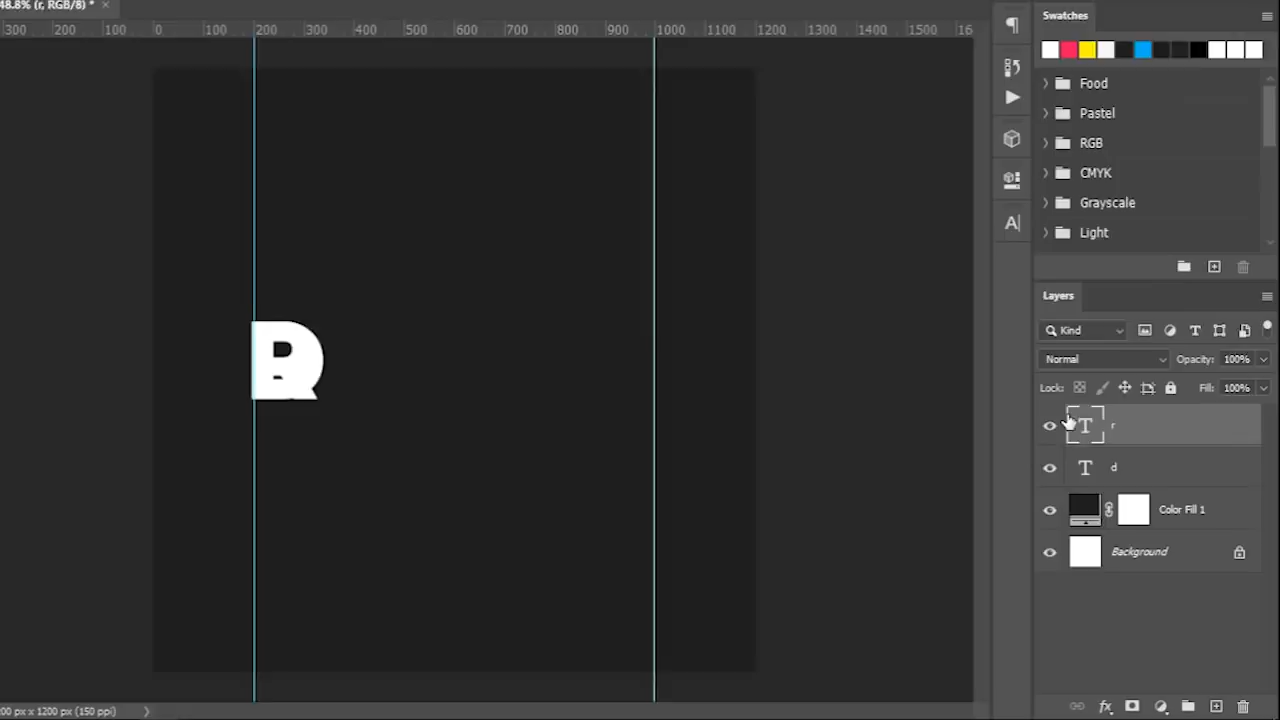 48.8% (r, RGB/8) * ×
300 200 100 0 100 200 300 400 500 600 700 800 900 1000 1100 1200 1300 1400 1500 16
R
Swatches
Food
Pastel
RGB
CMYK
Grayscale
Light
Layers
Kind
Normal Opacity: 100%
Lock: Fill: 100%
T r
T d
Color Fill 1
Background
fx
00 px x 1200 px (150 ppi)